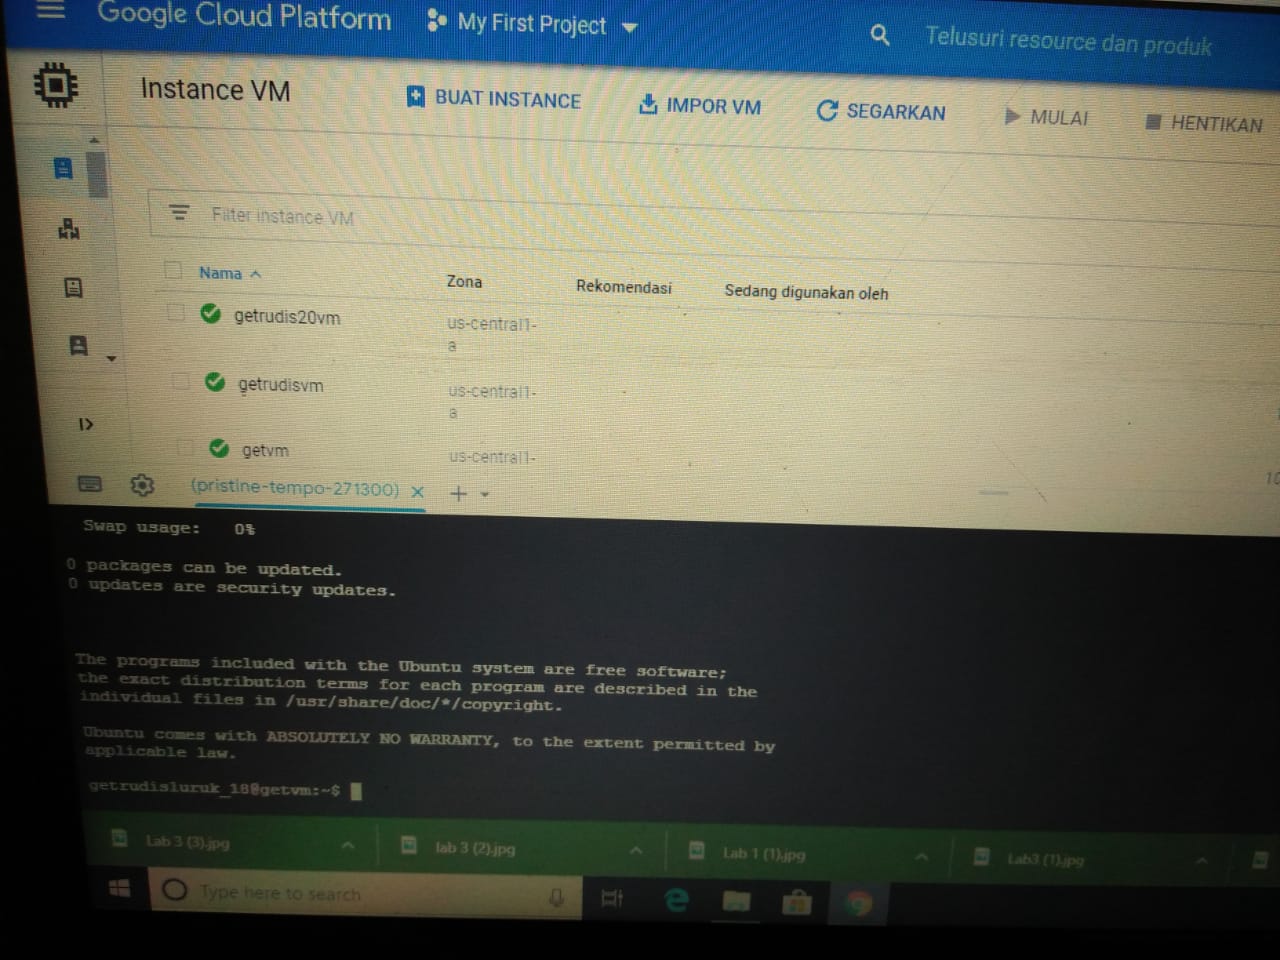 Google Cloud Platform My First Project Telusuri resource dan produk
Instance VM BUAT INSTANCE IMPOR VM SEGARKAN MULAI HENTIKAN
Filter instance VM
Nama Zona Rekomendasi Sedang digunakan oleh
getrudis20vm us-central1-
a
getrudisvm us-central1-
a
getvm us-central1-
10
(pristine-tempo-271300)
Swap usage: 0%
0 packages can be updated.
0 updates are security updates.
The programs included with the Ubuntu system are free software;
the exact distribution terms for each program are described in the
individual files in /usr/share/doc/*/copyright.
Ubuntu comes with ABSOLUTELY NO WARRANTY, to the extent permitted by
applicable law.
getrudisluruk_18@getvm:~$
Lab 3 (3).jpg lab 3 (2).jpg Lab 1 (1).jpg Lab3 (1).jpg
Type here to search